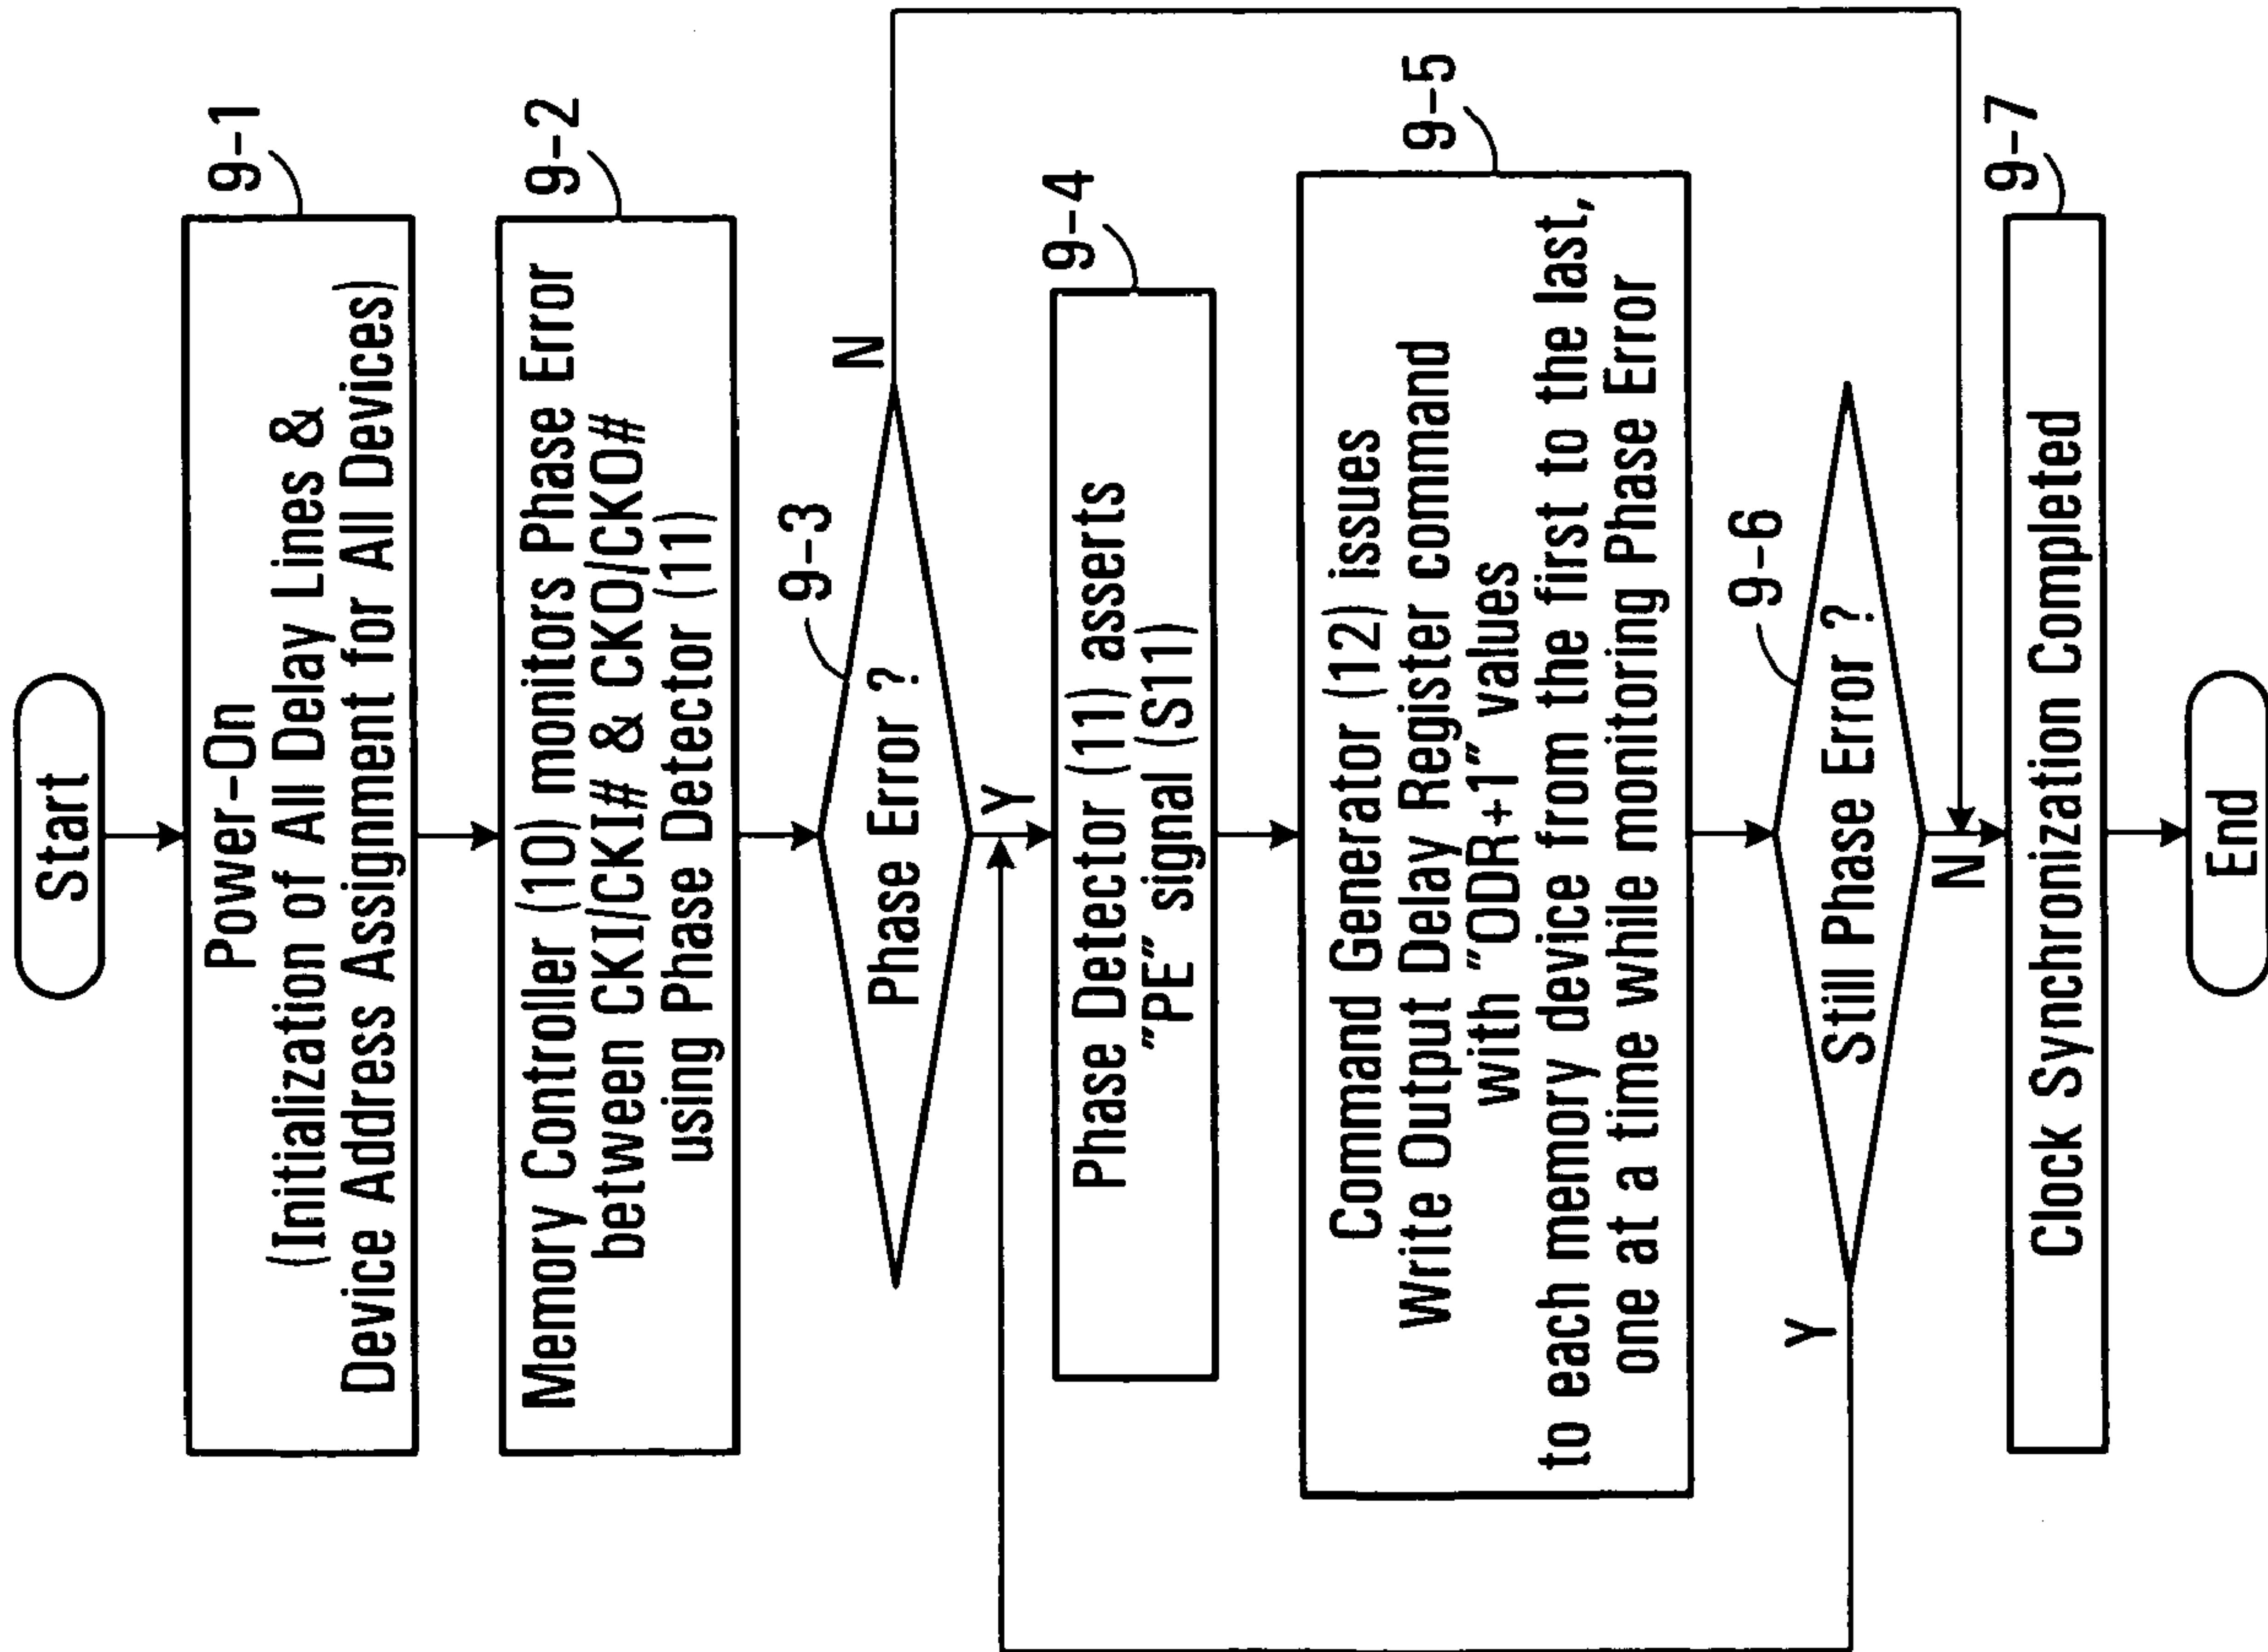 Start
9-1
Power-On
(Initialization of All Delay Lines &
Device Address Assignment for All Devices)
9-2
Memory Controller (10) monitors Phase Error
between CKI/CKI# & CKO/CKO#
using Phase Detector (11)
9-3
Phase Error ?
N
Y
9-4
Phase Detector (11) asserts
"PE" signal (S11)
9-5
Command Generator (12) issues
Write Output Delay Register command
with "ODR+1" values
to each memory device from the first to the last,
one at a time while monitoring Phase Error
9-6
Still Phase Error ?
Y
N
9-7
Clock Synchronization Completed
End